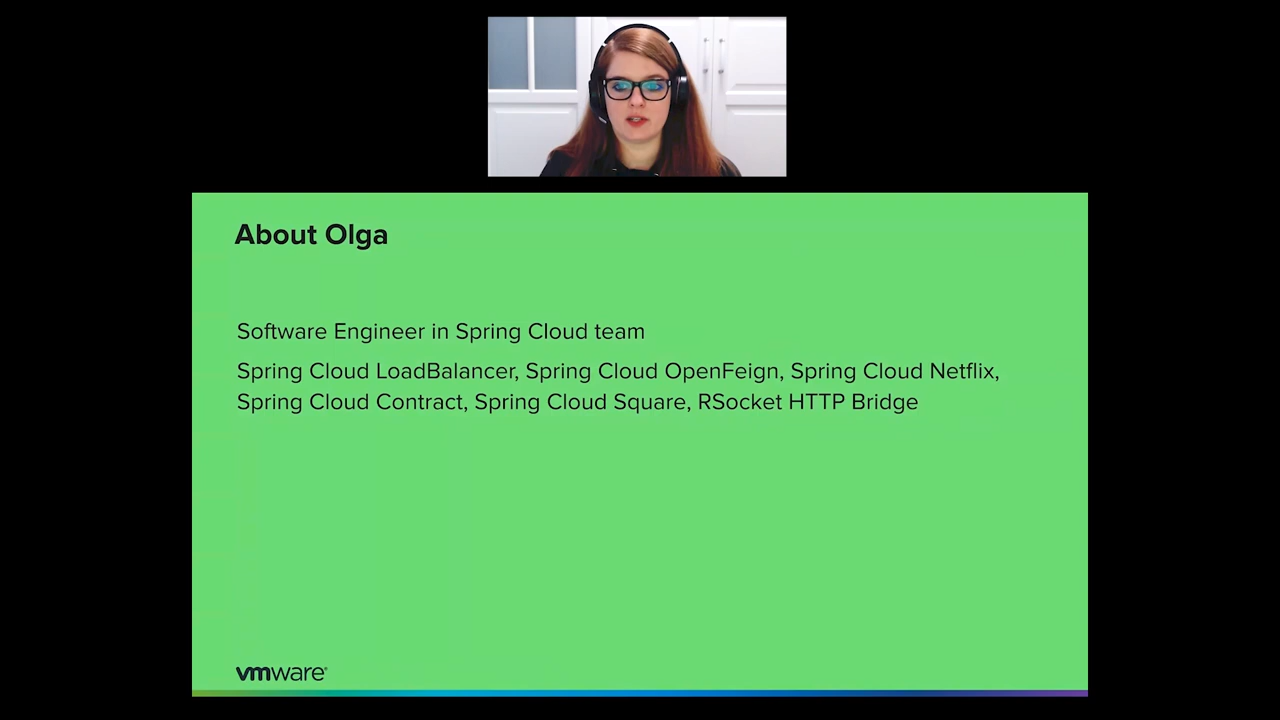 About Olga
Software Engineer in Spring Cloud team
Spring Cloud LoadBalancer, Spring Cloud OpenFeign, Spring Cloud Netflix,
Spring Cloud Contract, Spring Cloud Square, RSocket HTTP Bridge
vmware®